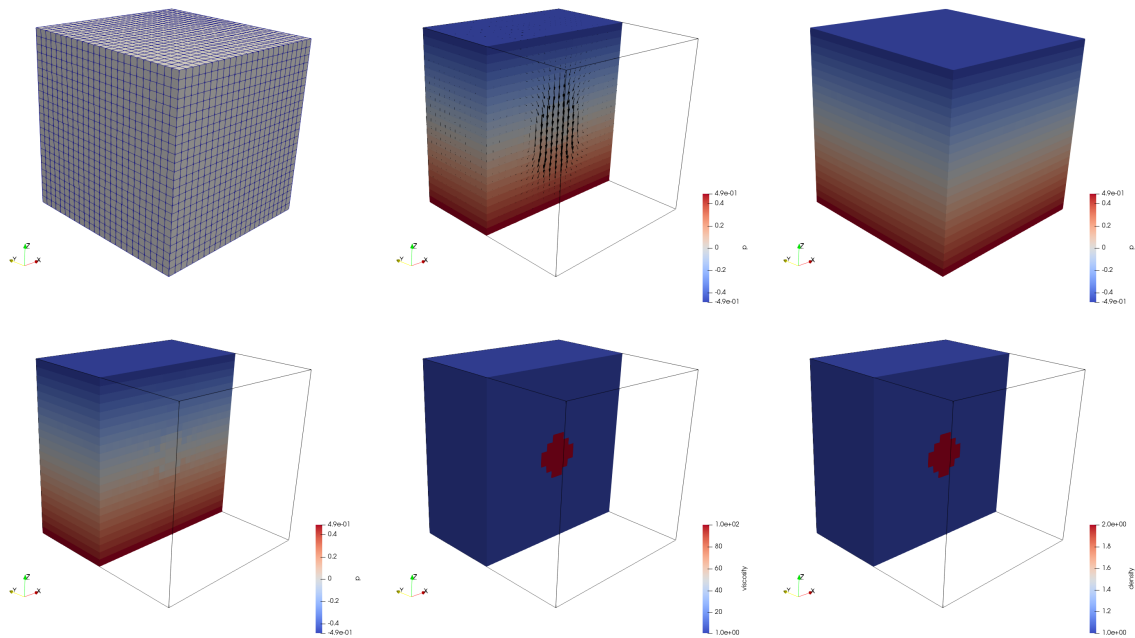 Z
Y
X
Z
Y
X
4.9e-01
0.4
0.2
0
-0.2
-0.4
-4.9e-01
p
Z
Y
X
4.9e-01
0.4
0.2
0
-0.2
-0.4
-4.9e-01
p
Z
Y
X
4.9e-01
0.4
0.2
0
-0.2
-0.4
-4.9e-01
p
Z
Y
X
1.0e+02
80
60
40
20
1.0e+00
viscosity
Z
Y
X
2.0e+00
1.8
1.6
1.4
1.2
1.0e+00
density